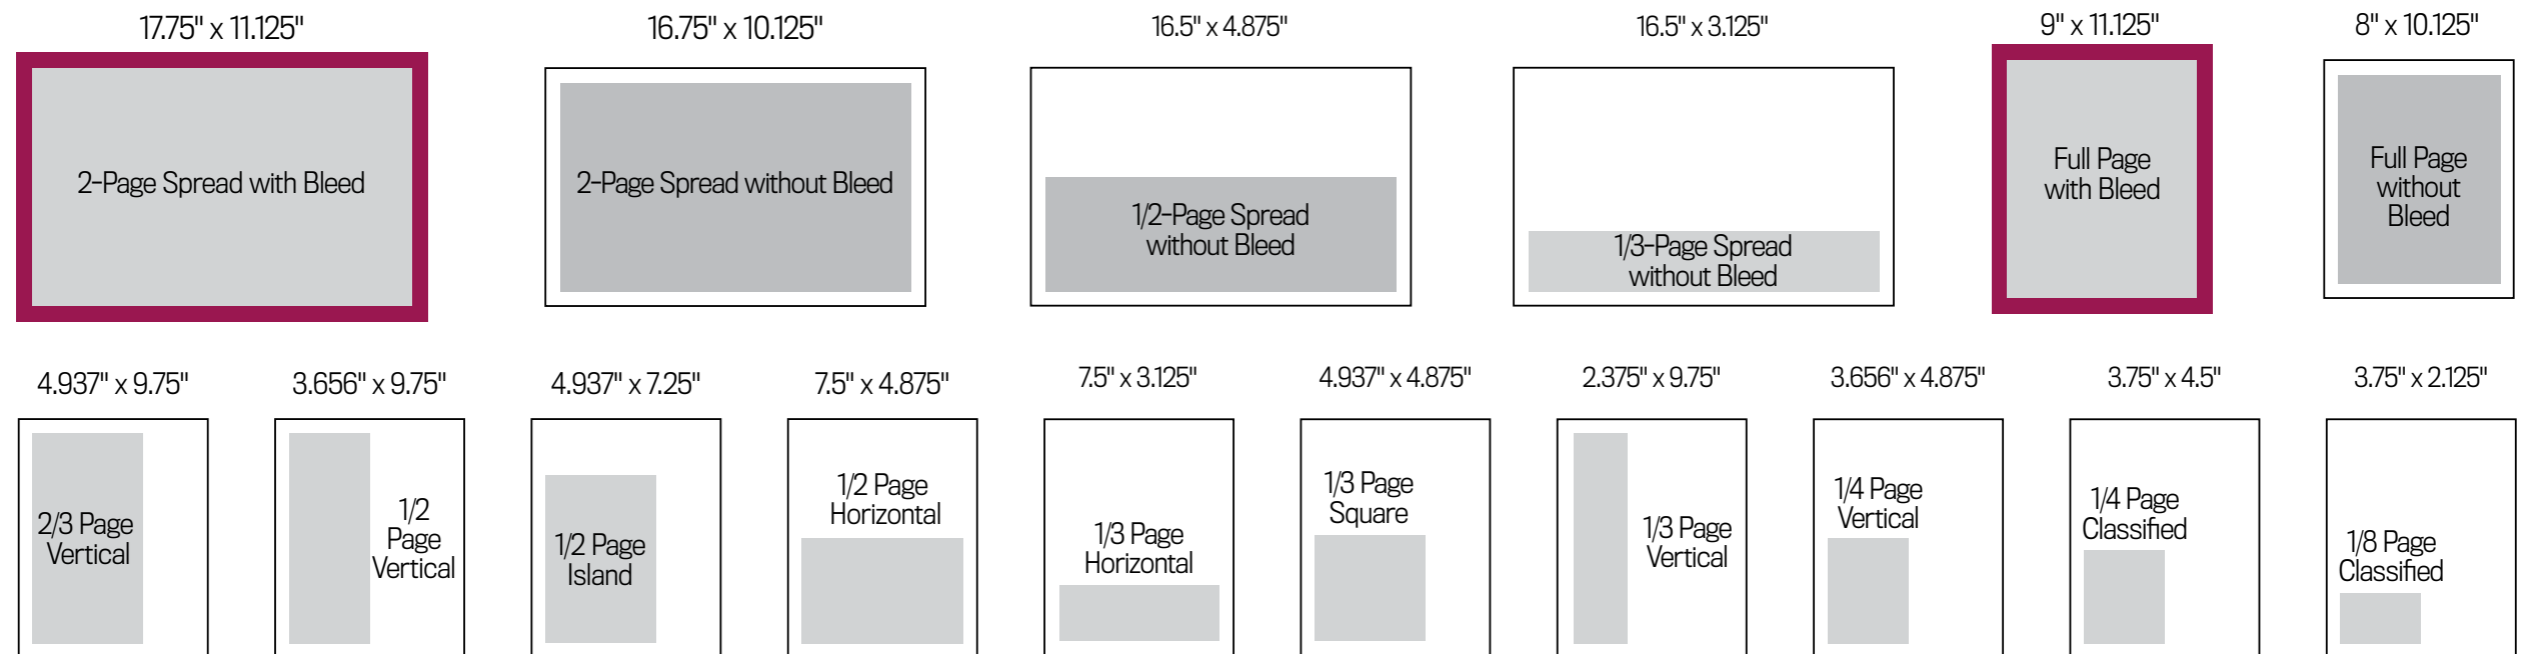 17.75" x 11.125"
2-Page Spread with Bleed
16.75" x 10.125"
2-Page Spread without Bleed
16.5" x 4.875"
1/2-Page Spread
without Bleed
16.5" x 3.125"
1/3-Page Spread
without Bleed
9" x 11.125"
Full Page
with Bleed
8" x 10.125"
Full Page
without
Bleed
4.937" x 9.75"
2/3 Page
Vertical
3.656" x 9.75"
1/2
Page
Vertical
4.937" x 7.25"
1/2 Page
Island
7.5" x 4.875"
1/2 Page
Horizontal
7.5" x 3.125"
1/3 Page
Horizontal
4.937" x 4.875"
1/3 Page
Square
2.375" x 9.75"
1/3 Page
Vertical
3.656" x 4.875"
1/4 Page
Vertical
3.75" x 4.5"
1/4 Page
Classified
3.75" x 2.125"
1/8 Page
Classified